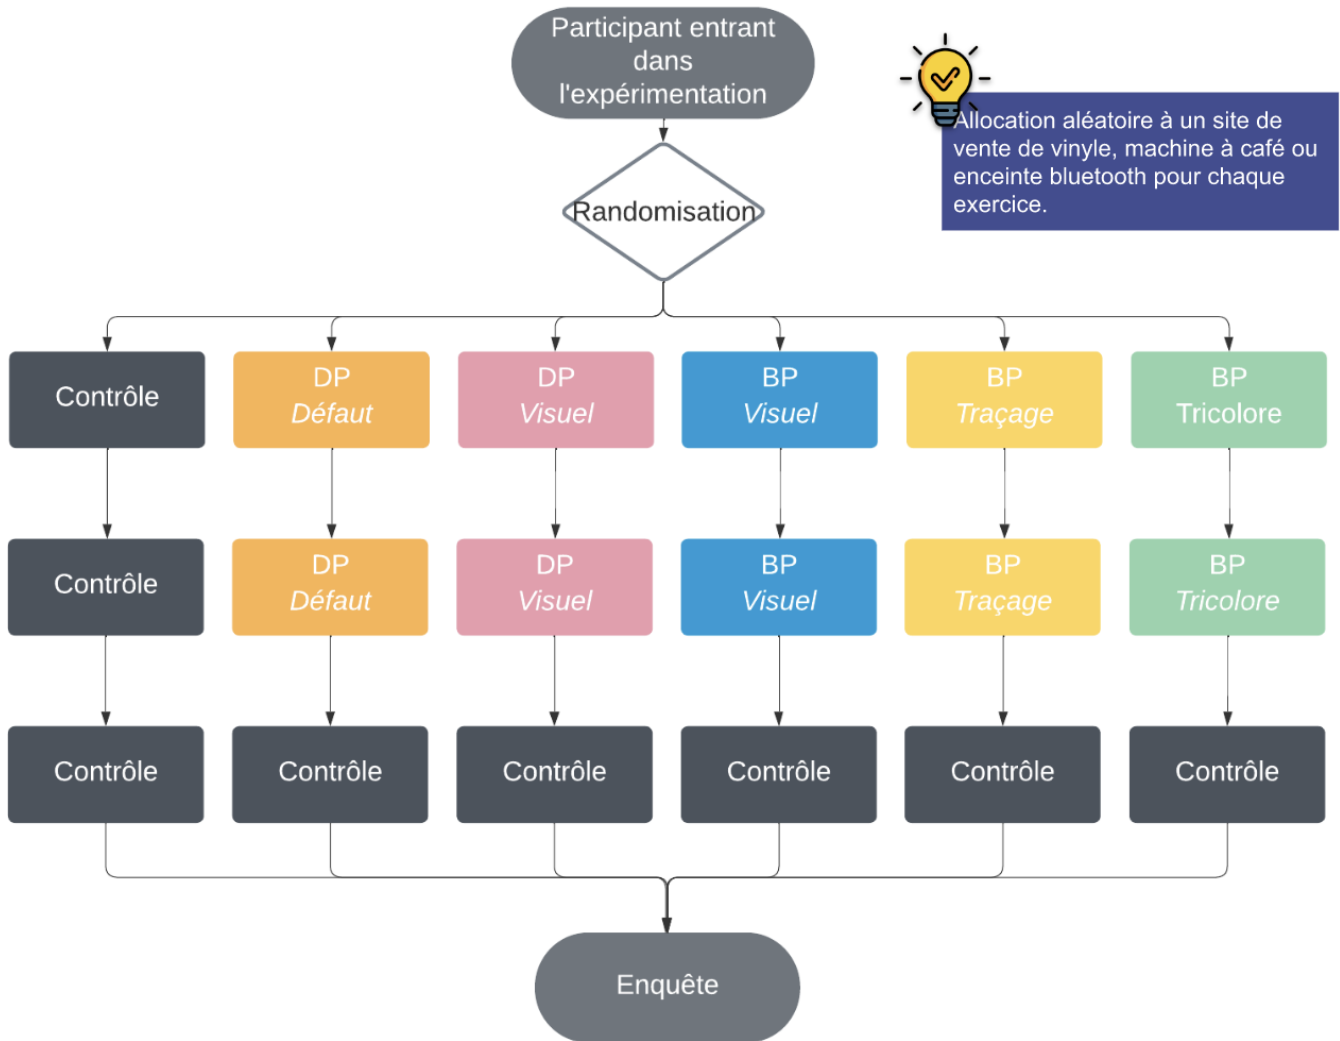 Participant entrant
dans
l'expérimentation
Allocation aléatoire à un site de
vente de vinyle, machine à café ou
enceinte bluetooth pour chaque
exercice.
Randomisation
Contrôle
DP
Défaut
DP
Visuel
BP
Visuel
BP
Traçage
BP
Tricolore
Contrôle
DP
Défaut
DP
Visuel
BP
Visuel
BP
Traçage
BP
Tricolore
Contrôle
Contrôle
Contrôle
Contrôle
Contrôle
Contrôle
Enquête